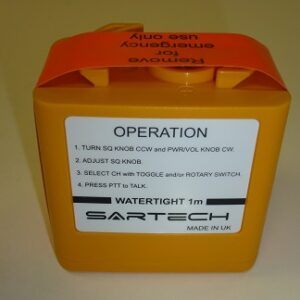 Remove
for
emergency
use only
OPERATION
1. TURN SQ KNOB CCW and PWR/VOL KNOB CW.
2. ADJUST SQ KNOB.
3. SELECT CH with TOGGLE and/or ROTARY SWITCH.
4. PRESS PTT to TALK.
WATERTIGHT 1m
SARTECH
MADE IN UK